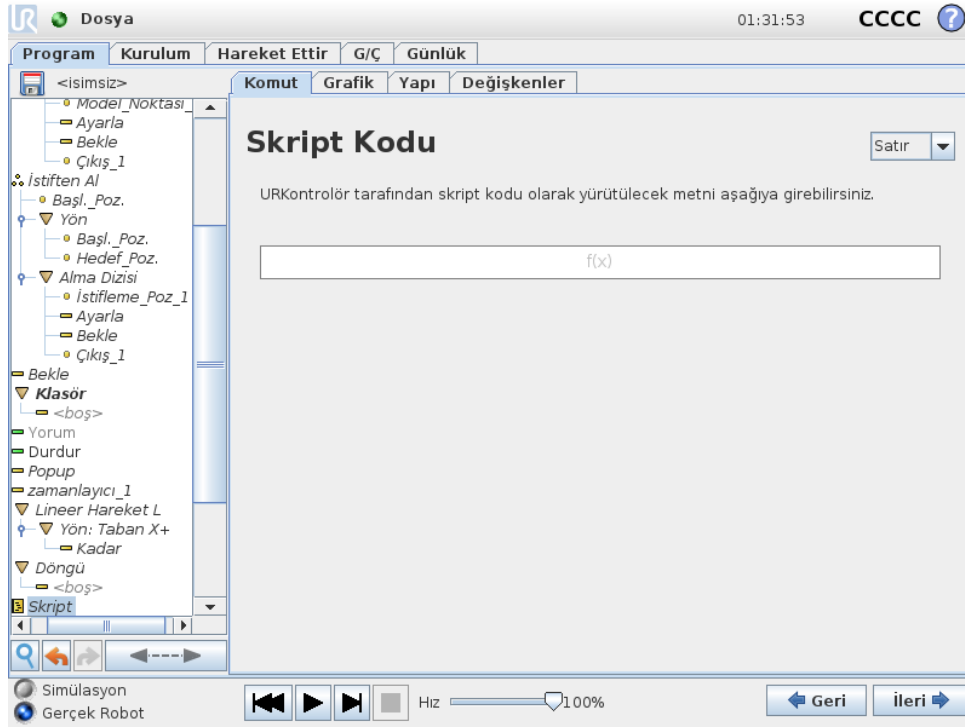 UR Dosya 01:31:53 CCCC ?
Program Kurulum Hareket Ettir G/Ç Günlük
<isimsiz>
Komut Grafik Yapı Değişkenler
Model_Noktası_
Ayarla
Bekle
Çıkış_1
İstiften Al
Başl._Poz.
Yön
Başl._Poz.
Hedef_Poz.
Alma Dizisi
İstifleme_Poz_1
Ayarla
Bekle
Çıkış_1
Bekle
Klasör
<boş>
Yorum
Durdur
Popup
zamanlayıcı_1
Lineer Hareket L
Yön: Taban X+
Kadar
Döngü
<boş>
Skript
Skript Kodu
Satır
URKontrolör tarafından skript kodu olarak yürütülecek metni aşağıya girebilirsiniz.
f(x)
Simülasyon
Gerçek Robot
Hız 100%
Geri İleri